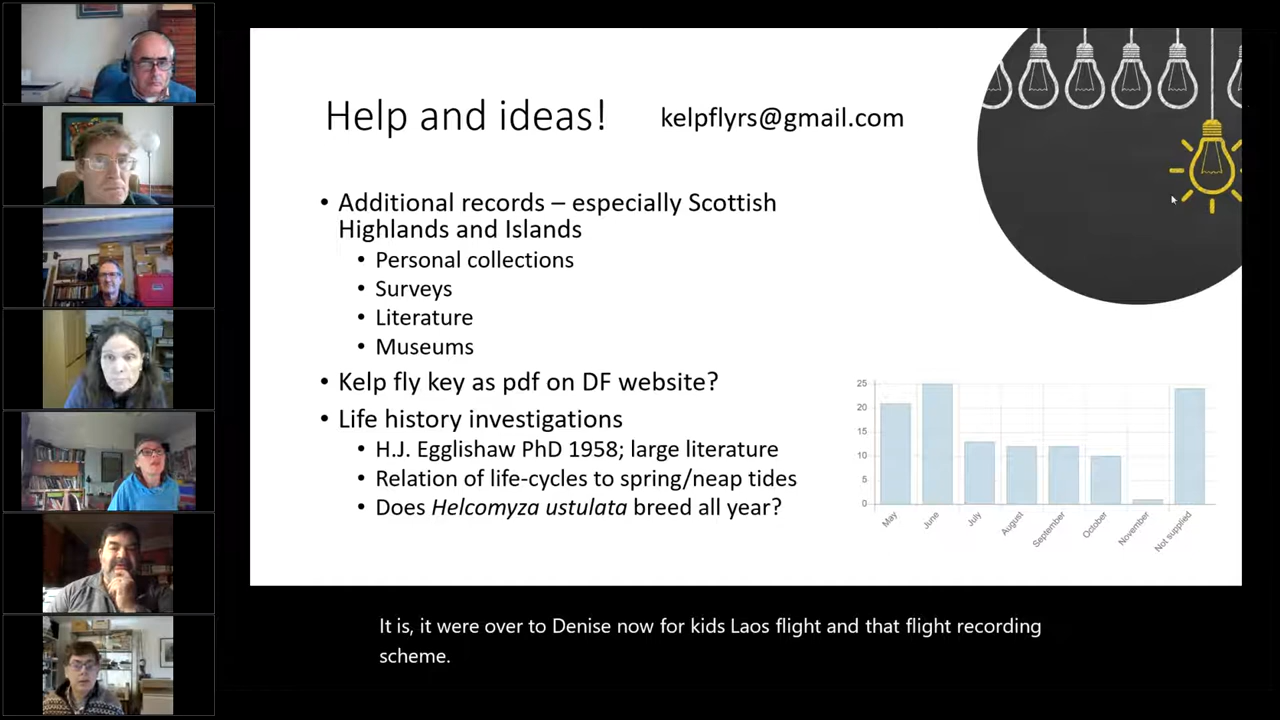 Help and ideas!
kelpflyrs@gmail.com
• Additional records – especially Scottish
Highlands and Islands
• Personal collections
• Surveys
• Literature
• Museums
• Kelp fly key as pdf on DF website?
• Life history investigations
• H.J. Egglishaw PhD 1958; large literature
• Relation of life-cycles to spring/neap tides
• Does Helcomyza ustulata breed all year?
25
20
15
10
5
0
May
June
July
August
September
October
November
Not supplied
It is, it were over to Denise now for kids Laos flight and that flight recording
scheme.